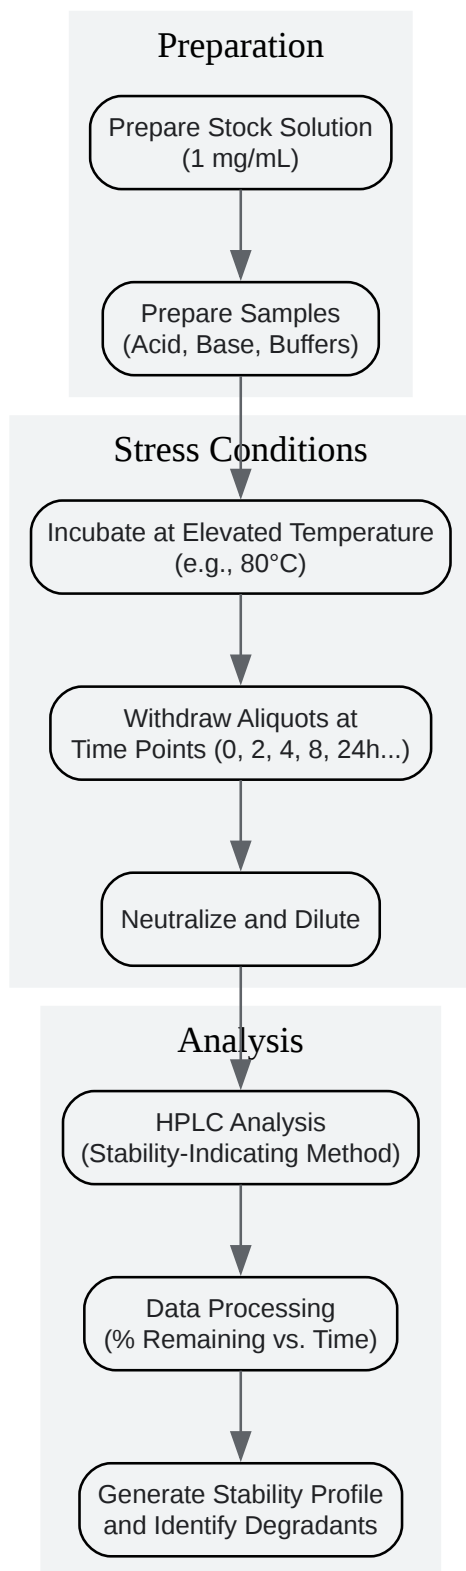 Preparation
Prepare Stock Solution
(1 mg/mL)
Prepare Samples
(Acid, Base, Buffers)
Stress Conditions
Incubate at Elevated Temperature
(e.g., 80°C)
Withdraw Aliquots at
Time Points (0, 2, 4, 8, 24h...)
Neutralize and Dilute
Analysis
HPLC Analysis
(Stability-Indicating Method)
Data Processing
(% Remaining vs. Time)
Generate Stability Profile
and Identify Degradants